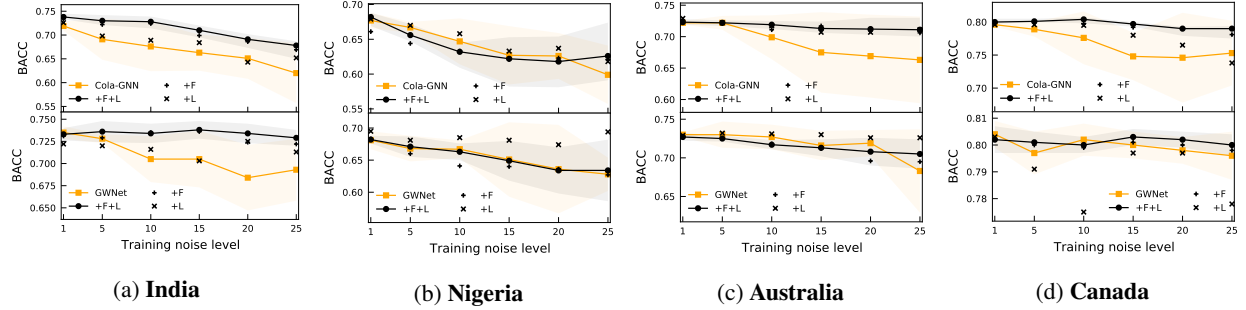 BACC
0.75
0.70
0.65
0.60
0.55
Cola-GNN
+F+L
+F
+L
BACC
0.750
0.725
0.700
0.675
0.650
GWNet
+F+L
+F
+L
1 5 10 15 20 25
Training noise level
(a) India
BACC
0.70
0.65
0.60
0.55
Cola-GNN
+F+L
+F
+L
BACC
0.70
0.65
0.60
GWNet
+F+L
+F
+L
1 5 10 15 20 25
Training noise level
(b) Nigeria
BACC
0.75
0.70
0.65
0.60
Cola-GNN
+F+L
+F
+L
BACC
0.75
0.70
0.65
GWNet
+F+L
+F
+L
1 5 10 15 20 25
Training noise level
(c) Australia
BACC
0.80
0.75
0.70
Cola-GNN
+F+L
+F
+L
BACC
0.81
0.80
0.79
0.78
GWNet
+F+L
+F
+L
1 5 10 15 20 25
Training noise level
(d) Canada